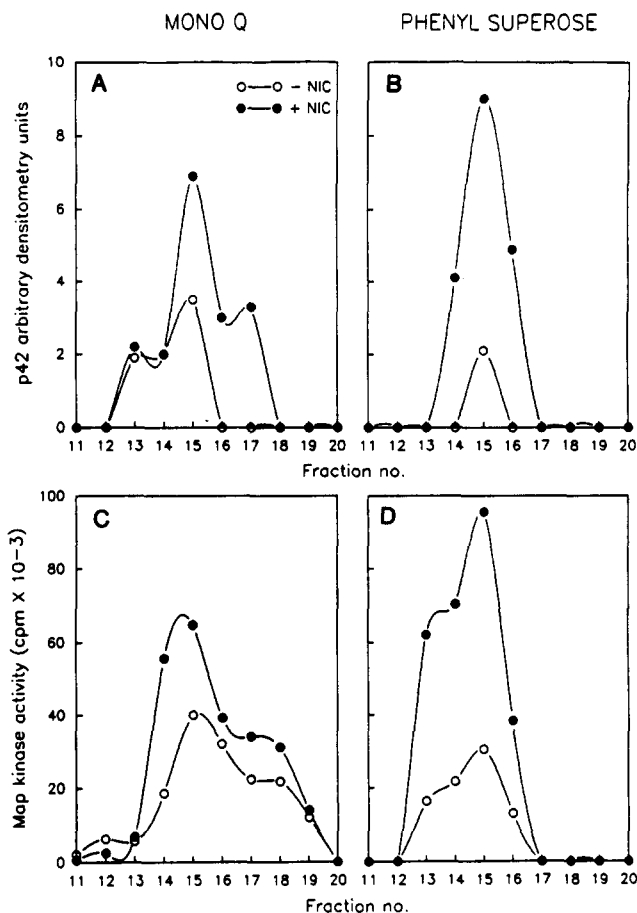 MONO Q
PHENYL SUPEROSE
A
○—○ - NIC
●—● + NIC
p42 arbitrary densitometry units
10
8
6
4
2
0
11 12 13 14 15 16 17 18 19 20
B
11 12 13 14 15 16 17 18 19 20
Fraction no.
C
Map kinase activity (cpm X 10-3)
100
80
60
40
20
0
11 12 13 14 15 16 17 18 19 20
D
11 12 13 14 15 16 17 18 19 20
Fraction no.